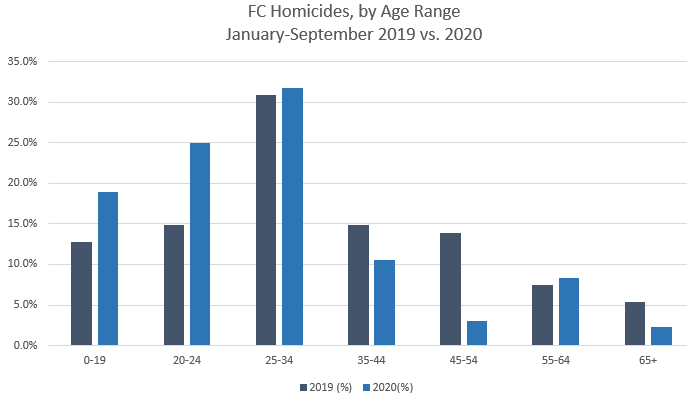 FC Homicides, by Age Range
January-September 2019 vs. 2020
35.0%
30.0%
25.0%
20.0%
15.0%
10.0%
5.0%
0.0%
0-19 20-24 25-34 35-44 45-54 55-64 65+
2019 (%) 2020(%)